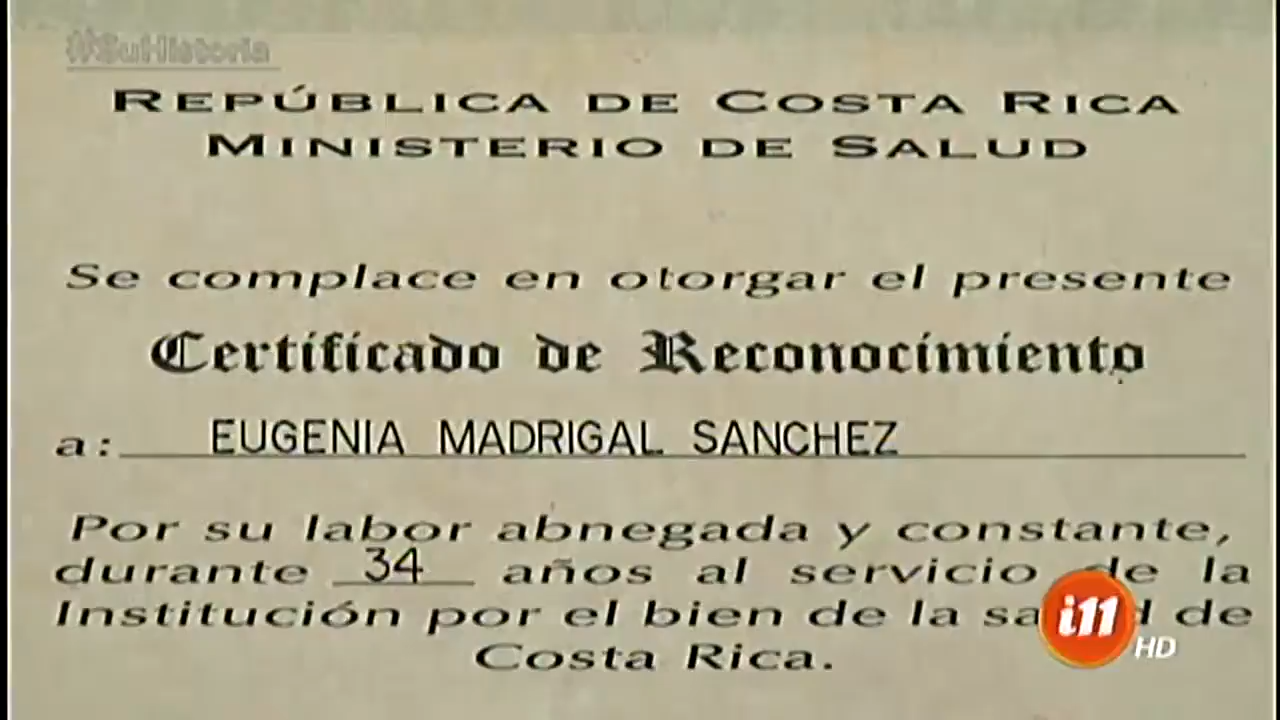 #SuHistoria
REPÚBLICA DE COSTA RICA
MINISTERIO DE SALUD
Se complace en otorgar el presente
Certificado de Reconocimiento
a: EUGENIA MADRIGAL SANCHEZ
Por su labor abnegada y constante,
durante 34 años al servicio de la
Institución por el bien de la salud de
Costa Rica.
i11
HD